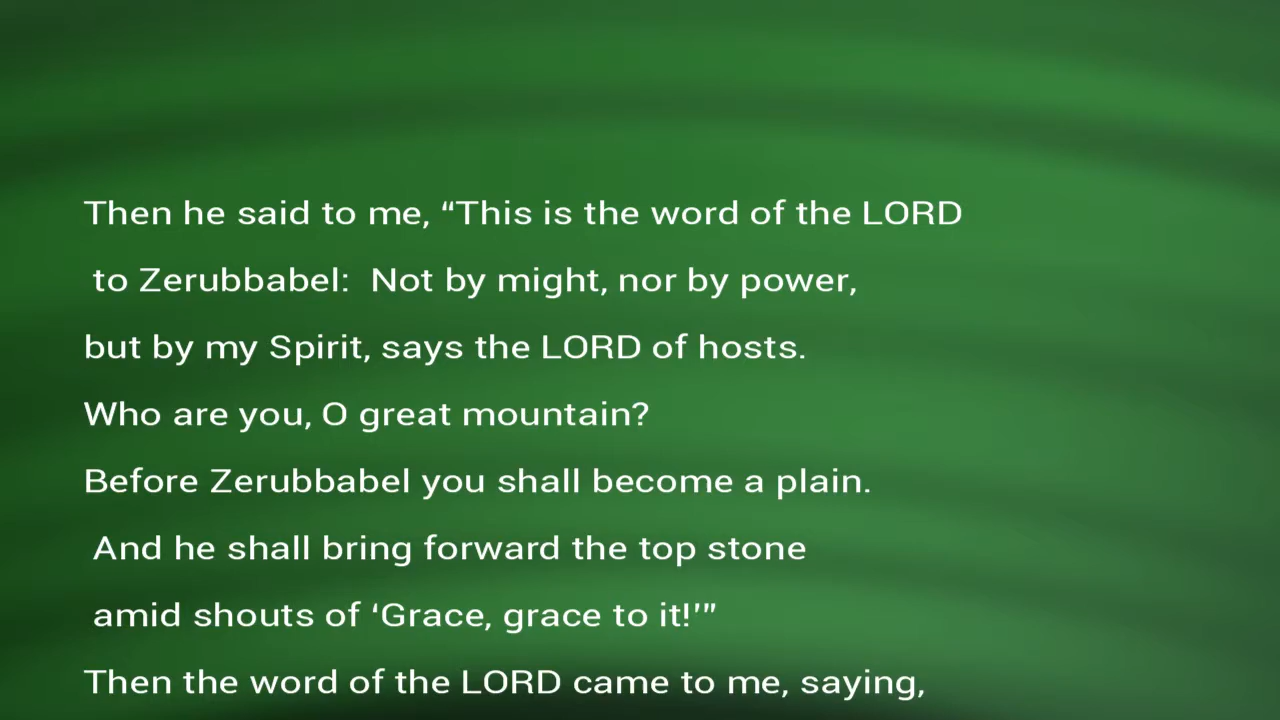 Then he said to me, “This is the word of the LORD
to Zerubbabel:  Not by might, nor by power,
but by my Spirit, says the LORD of hosts.
Who are you, O great mountain?
Before Zerubbabel you shall become a plain.
And he shall bring forward the top stone
amid shouts of ‘Grace, grace to it!’”
Then the word of the LORD came to me, saying,